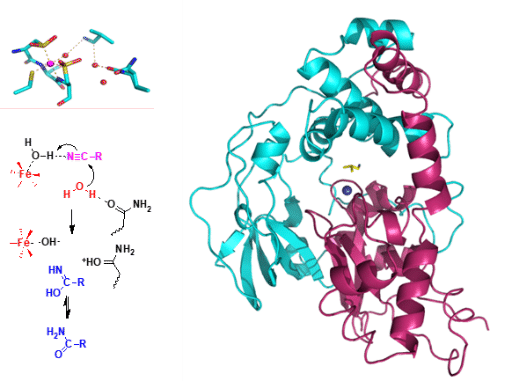 H
O-H
N≡C-R
Fe
O
H H
O
NH₂
NH₂
⁺HO
Fe -OH-
HN
C-R
HO
H₂N
C-R
O